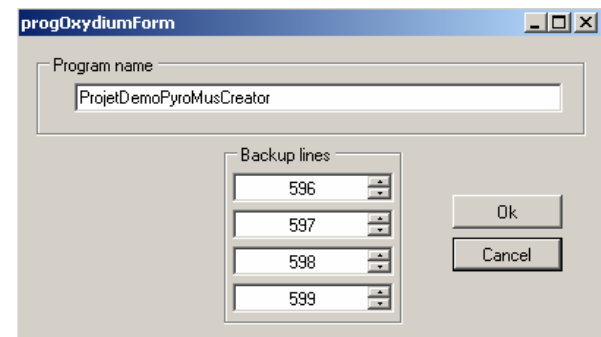 progOxydiumForm
Program name
ProjetDemoPyroMusCreator
Backup lines
596
597
598
599
Ok
Cancel